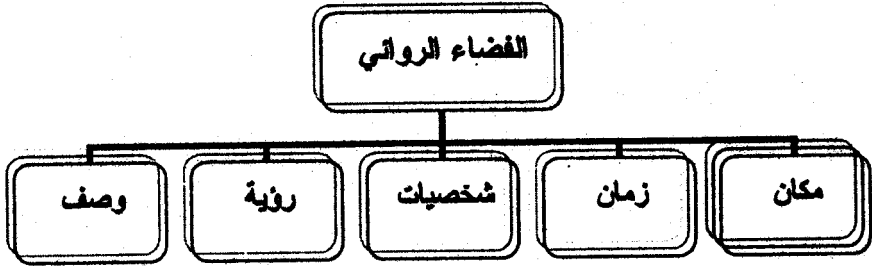 الفضاء الروائي
مكان
زمان
شخصيات
رؤية
وصف